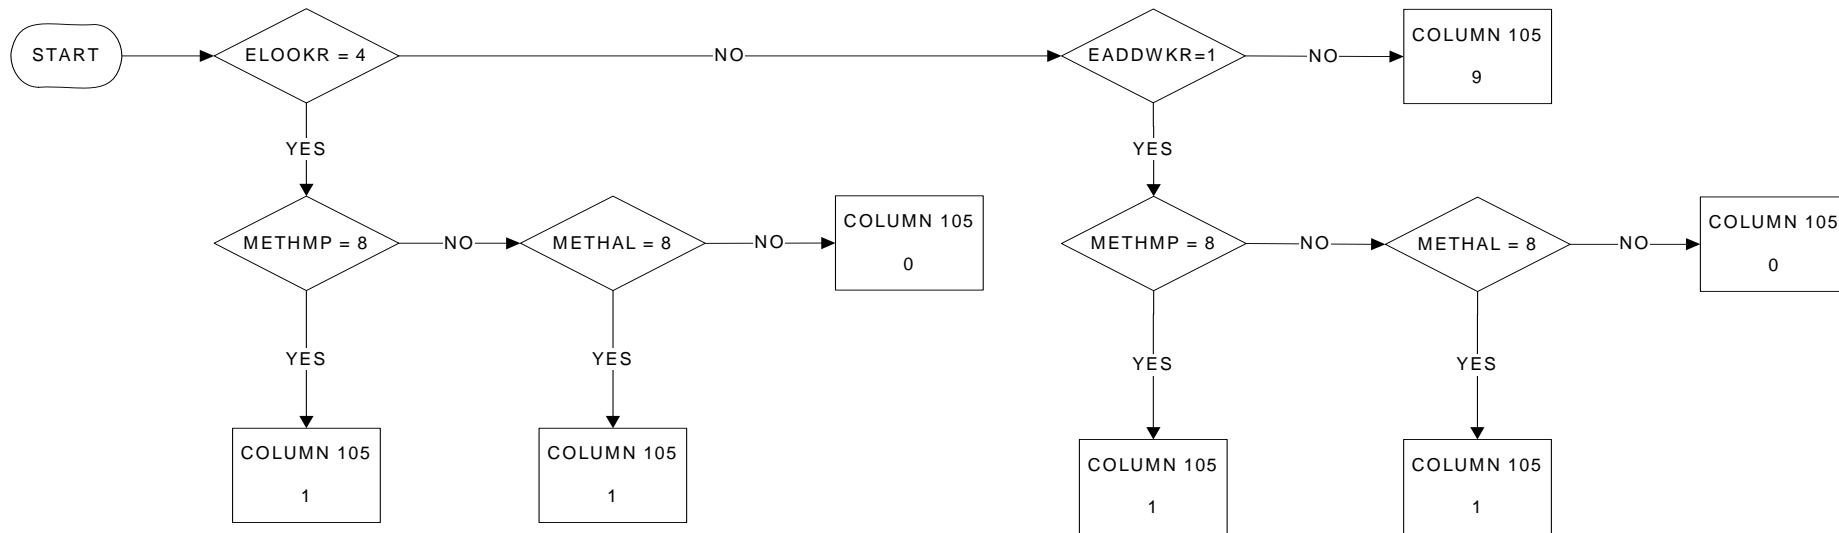 START
ELOOKR = 4
NO
EADDWKR=1
NO
COLUMN 105
9
YES
YES
METHMP = 8
NO
METHAL = 8
NO
COLUMN 105
0
METHMP = 8
NO
METHAL = 8
NO
COLUMN 105
0
YES
YES
YES
YES
COLUMN 105
1
COLUMN 105
1
COLUMN 105
1
COLUMN 105
1